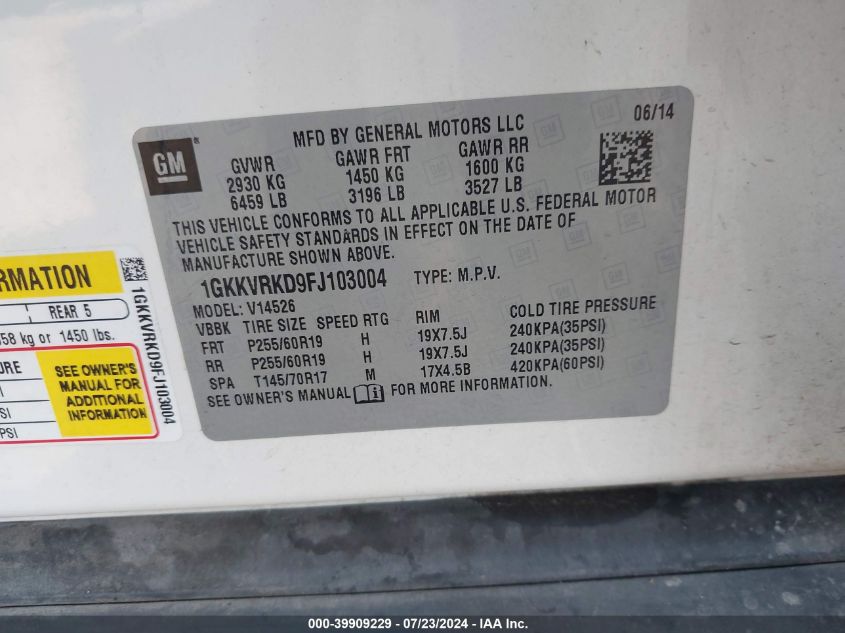 06/14
MFD BY GENERAL MOTORS LLC
GM
GVWR GAWR FRT GAWR RR
2930 KG 1450 KG 1600 KG
6459 LB 3196 LB 3527 LB
THIS VEHICLE CONFORMS TO ALL APPLICABLE U.S. FEDERAL MOTOR
VEHICLE SAFETY STANDARDS IN EFFECT ON THE DATE OF
MANUFACTURE SHOWN ABOVE.
1GKKVRKD9FJ103004 TYPE: M.P.V.
MODEL: V14526
VBBK TIRE SIZE SPEED RTG RIM COLD TIRE PRESSURE
FRT P255/60R19 H 19X7.5J 240KPA(35PSI)
RR P255/60R19 H 19X7.5J 240KPA(35PSI)
SPA T145/70R17 M 17X4.5B 420KPA(60PSI)
SEE OWNER'S MANUAL i FOR MORE INFORMATION.
RMATION
REAR 5
58 kg or 1450 lbs.
URE
SI
SI
PSI
SEE OWNER'S
MANUAL FOR
ADDITIONAL
INFORMATION
1GKKVRKD9FJ103004
000-39909229 - 07/23/2024 - IAA Inc.